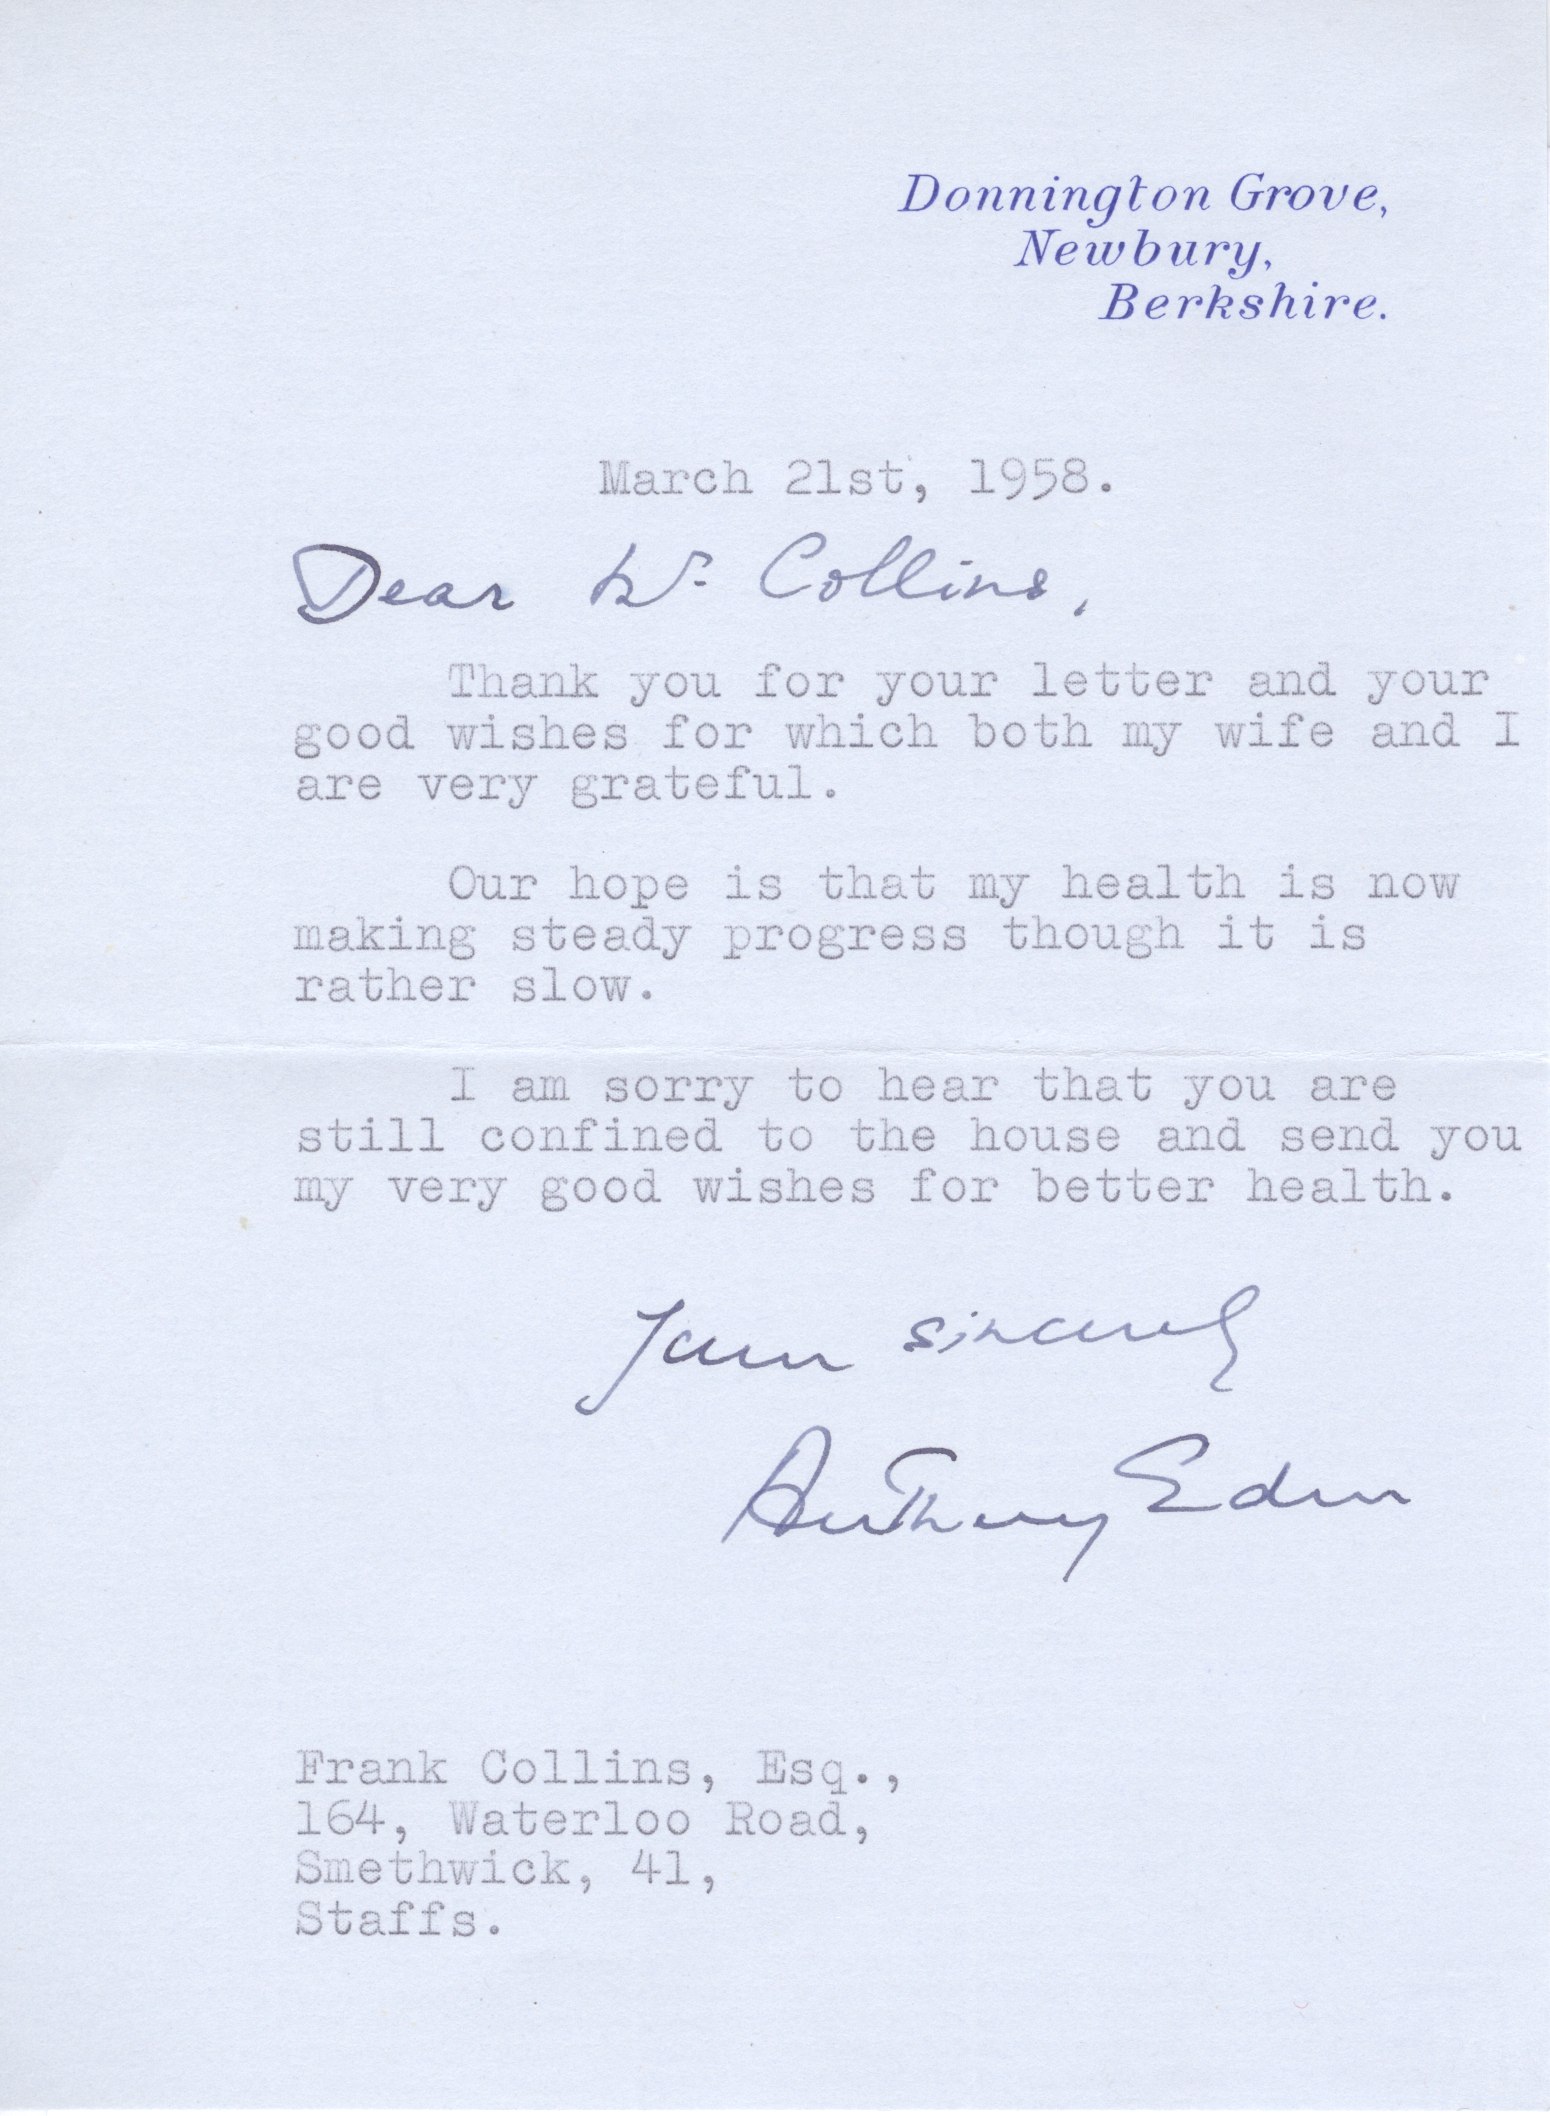 Donnington Grove,
Newbury,
Berkshire.
March 21st, 1958.
Dear Mr. Collins,
Thank you for your letter and your
good wishes for which both my wife and I
are very grateful.
Our hope is that my health is now
making steady progress though it is
rather slow.
I am sorry to hear that you are
still confined to the house and send you
my very good wishes for better health.
Yours sincerely
Anthony Eden
Frank Collins, Esq.,
164, Waterloo Road,
Smethwick, 41,
Staffs.